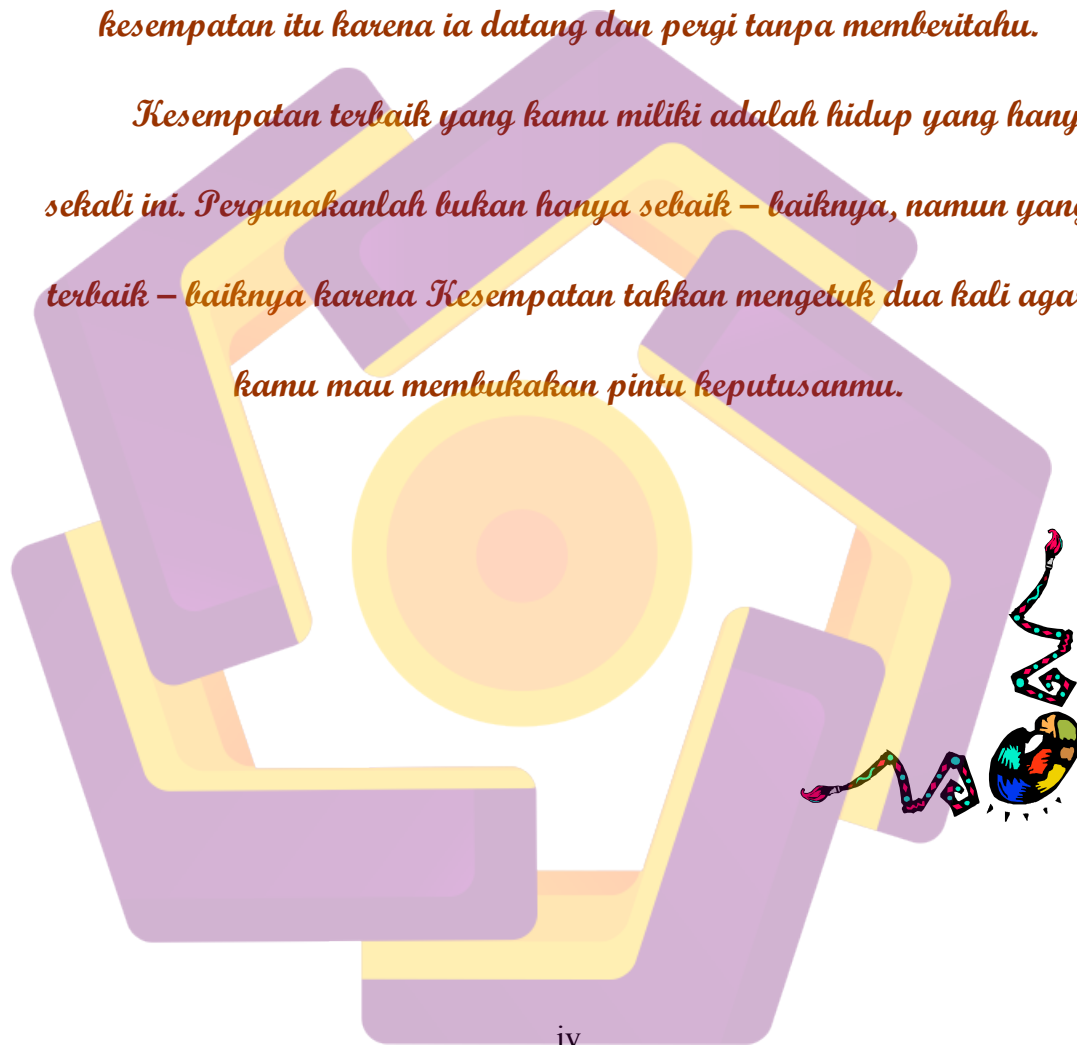 kesempatan itu karena ia datang dan pergi tanpa memberitahu.
Kesempatan terbaik yang kamu miliki adalah hidup yang hany
sekali ini. Pergunakanlah bukan hanya sebaik – baiknya, namun yang
terbaik – baiknya karena Kesempatan takkan mengetuk dua kali aga
kamu mau membukakan pintu keputusanmu.
iv